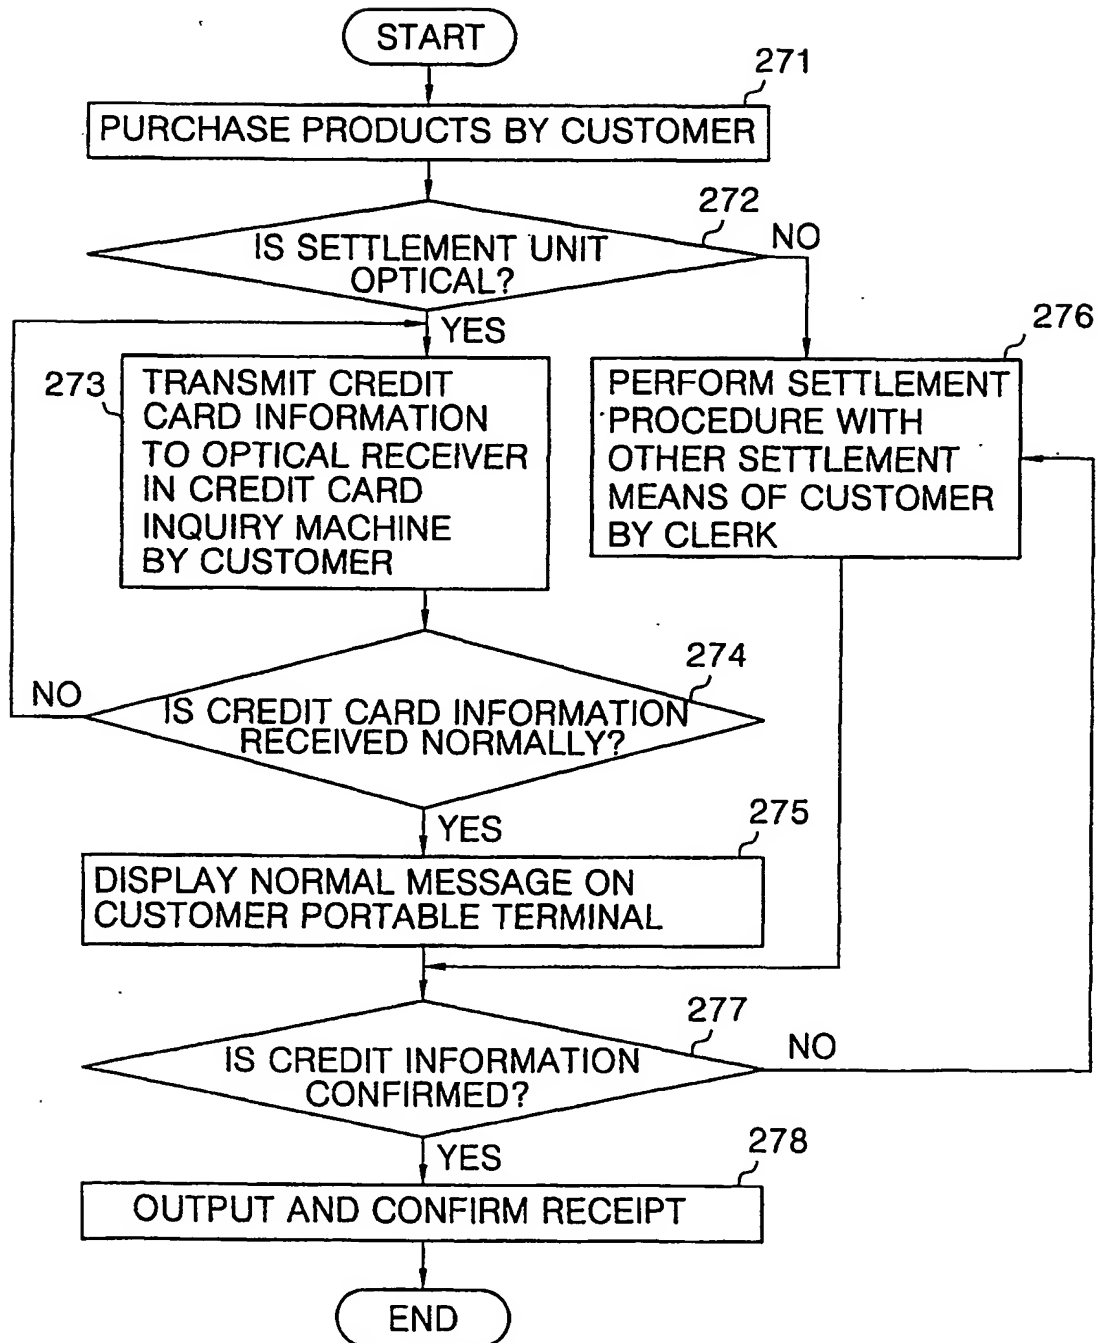 START
271
PURCHASE PRODUCTS BY CUSTOMER
272
IS SETTLEMENT UNIT
OPTICAL?
NO
YES
276
273
TRANSMIT CREDIT
CARD INFORMATION
TO OPTICAL RECEIVER
IN CREDIT CARD
INQUIRY MACHINE
BY CUSTOMER
PERFORM SETTLEMENT
PROCEDURE WITH
OTHER SETTLEMENT
MEANS OF CUSTOMER
BY CLERK
274
NO
IS CREDIT CARD INFORMATION
RECEIVED NORMALLY?
YES
275
DISPLAY NORMAL MESSAGE ON
CUSTOMER PORTABLE TERMINAL
277
IS CREDIT INFORMATION
CONFIRMED?
NO
YES
278
OUTPUT AND CONFIRM RECEIPT
END